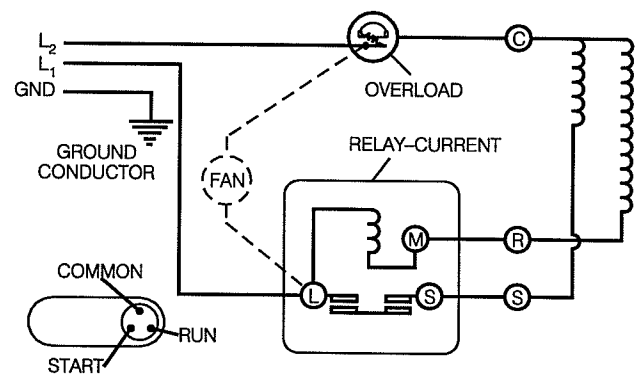 L2
L1
GND
GROUND
CONDUCTOR
OVERLOAD
C
RELAY–CURRENT
FAN
M
R
L
S
S
COMMON
RUN
START